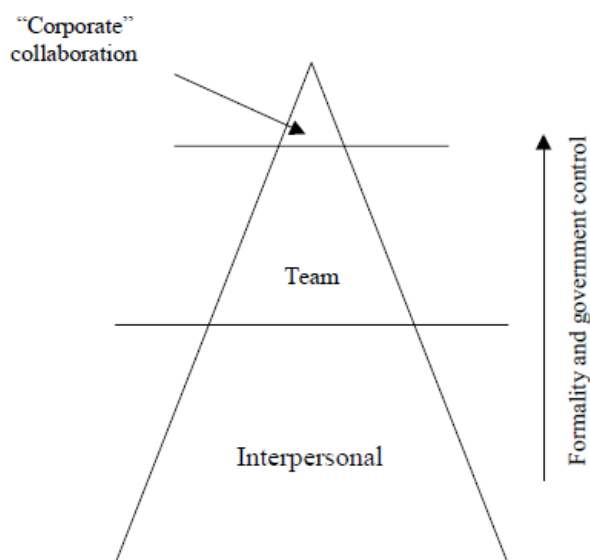 “Corporate”
collaboration
Team
Interpersonal
Formality and government control